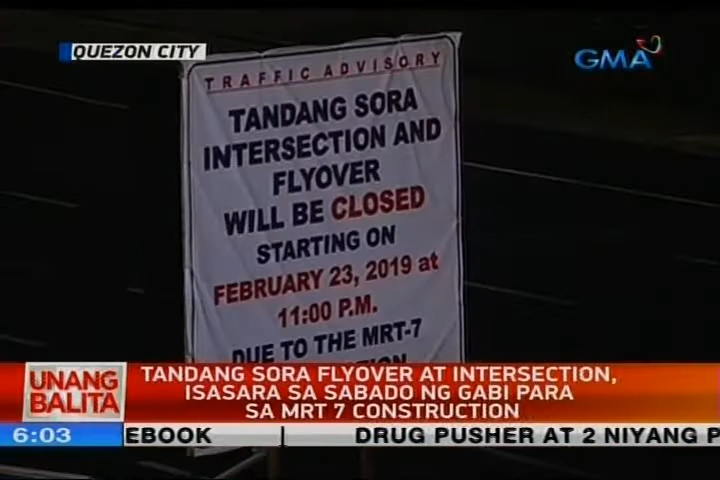 QUEZON CITY
GMA
TRAFFIC ADVISORY
TANDANG SORA
INTERSECTION AND
FLYOVER
WILL BE CLOSED
STARTING ON
FEBRUARY 23, 2019 at
11:00 P.M.
DUE TO THE MRT-7
UNANG
BALITA
TANDANG SORA FLYOVER AT INTERSECTION,
ISASARA SA SABADO NG GABI PARA
SA MRT 7 CONSTRUCTION
6:03
EBOOK | DRUG PUSHER AT 2 NIYANG P